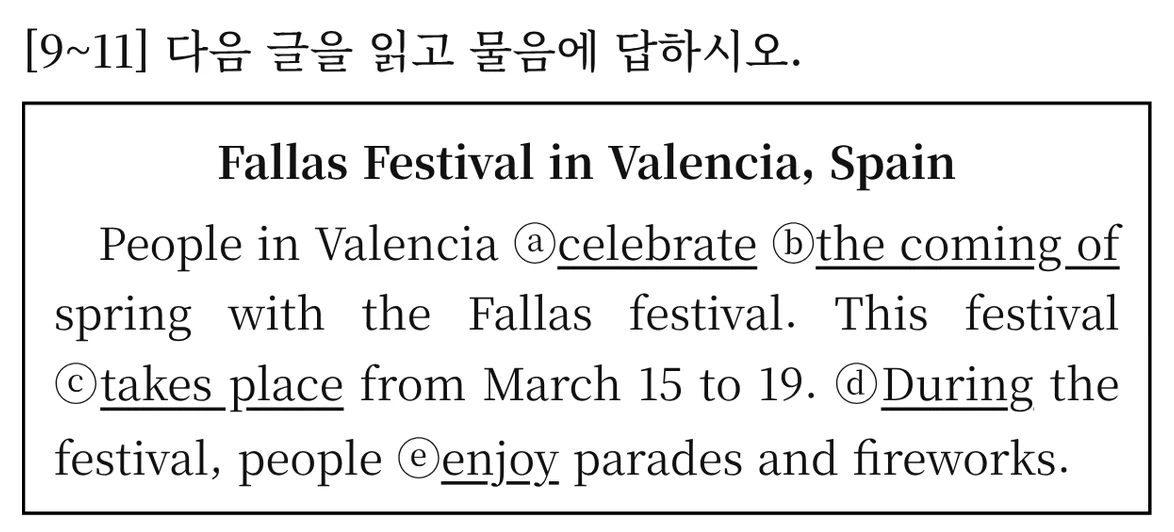 [9~11] 다음 글을 읽고 물음에 답하시오.
Fallas Festival in Valencia, Spain
People in Valencia ⓐcelebrate ⓑthe coming of
spring with the Fallas festival. This festival
ⓒtakes place from March 15 to 19. ⓓDuring the
festival, people ⓔenjoy parades and fireworks.